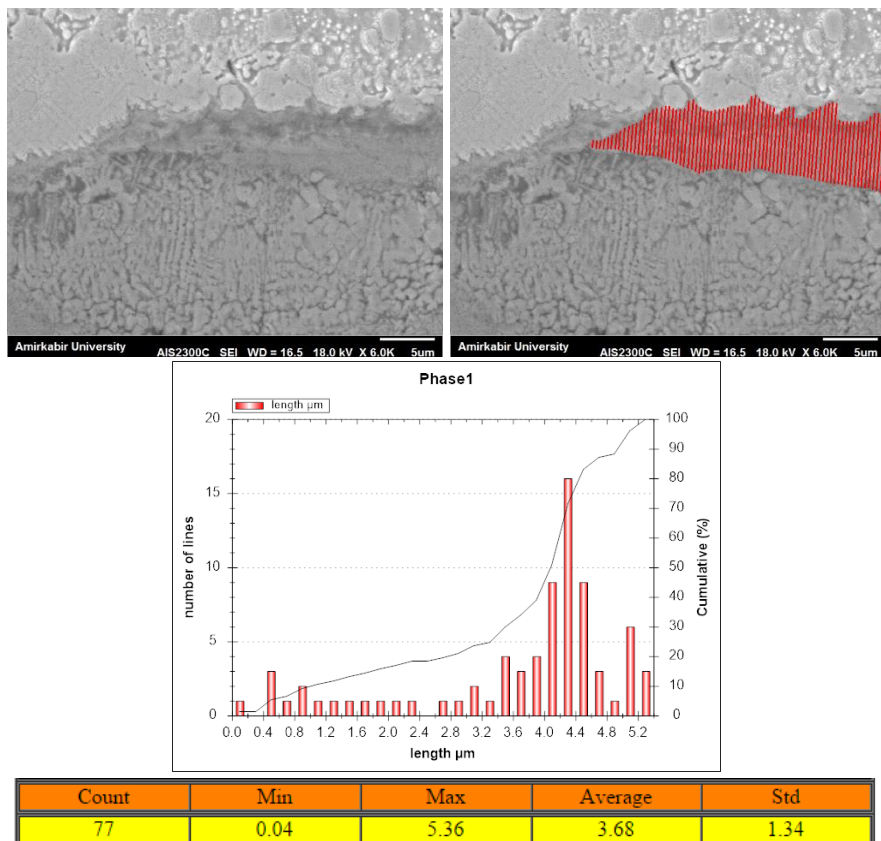 Amirkabir University
AIS2300C SEI WD = 16.5 18.0 kV X 6.0K 5um
Amirkabir University
AIS2300C SEI WD = 16.5 18.0 kV X 6.0K 5um
Phase1
length µm
20 100
90
80
15
70
60
10 50
40
30
5
20
10
0 0
number of lines
Cumulative (%)
0.0 0.4 0.8 1.2 1.6 2.0 2.4 2.8 3.2 3.6 4.0 4.4 4.8 5.2
length µm
Count Min Max Average Std
77 0.04 5.36 3.68 1.34